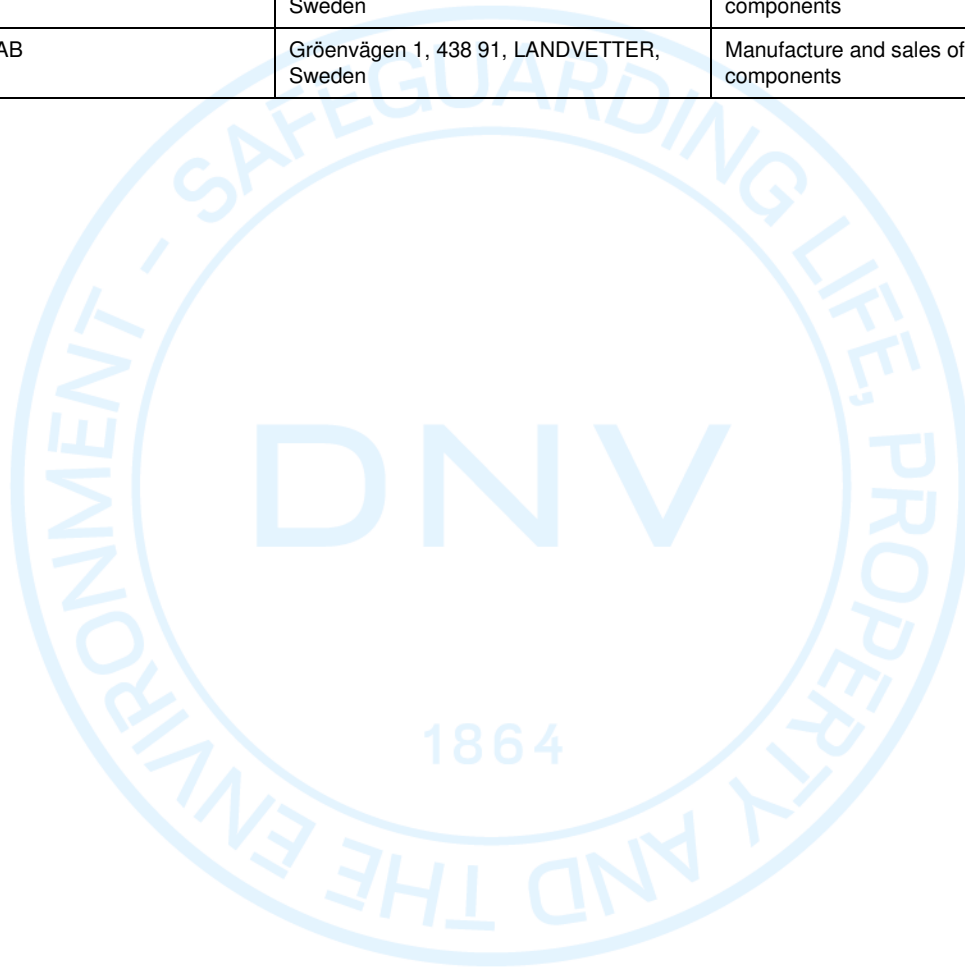 Sweden
components
AB
Gröenvägen 1, 438 91, LANDVETTER,
Sweden
Manufacture and sales of
components
SAFEGUARDING LIFE, PROPERTY AND THE ENVIRONMENT -
DNV
1864